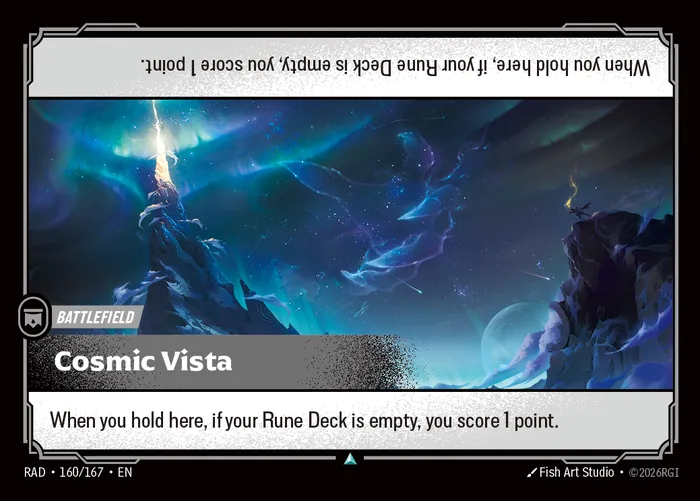 When you hold here, if your Rune Deck is empty, you score 1 point.
BATTLEFIELD
Cosmic Vista
When you hold here, if your Rune Deck is empty, you score 1 point.
RAD • 160/167 • EN
Fish Art Studio • ©2026RGI